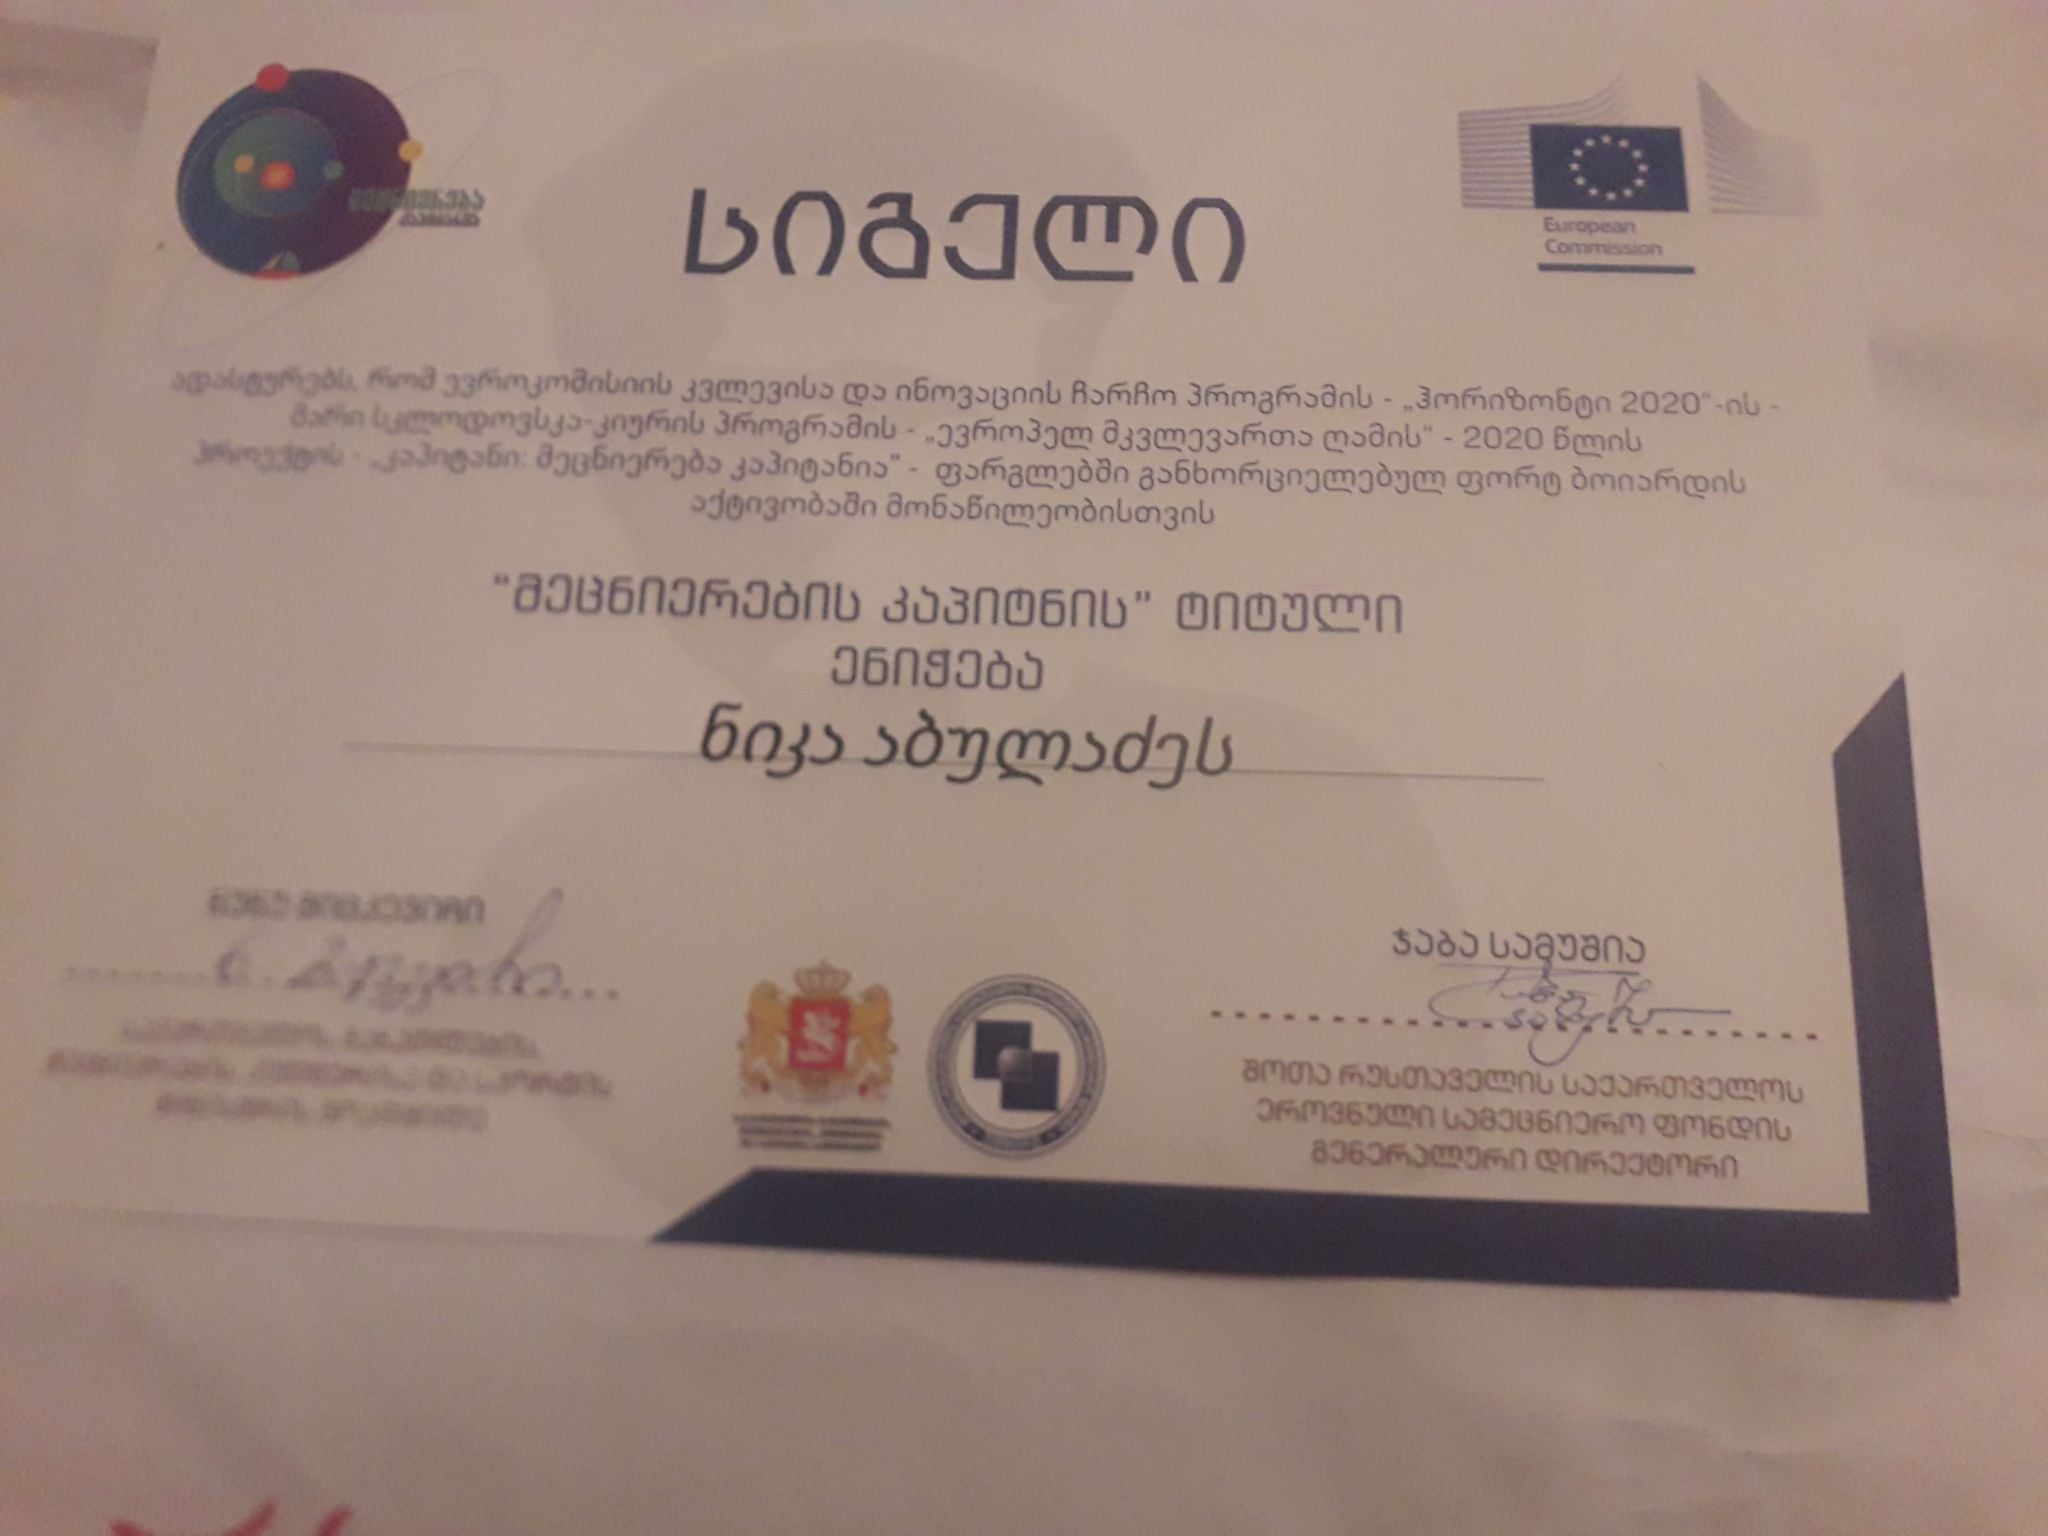 მეცნიერება
სიგელი
European
Commission
ადასტურებს, რომ ევროკომისიის კვლევისა და ინოვაციის ჩარჩო პროგრამის - „ჰორიზონტი 2020"-ის -
მარი სკლოდოვსკა-კიურის პროგრამის - „ევროპელ მკვლევართა ღამის" - 2020 წლის
პროექტის - „კაპიტანი: მეცნიერება კაპიტანია" - ფარგლებში განხორციელებულ ფორტ ბოიარდის
აქტივობაში მონაწილეობისთვის
"მეცნიერების კაპიტნის" ტიტული
ენიჭება
ნიკა აბულაძეს
ჯაბა სამუშია
შოთა რუსთაველის საქართველოს
ეროვნული სამეცნიერო ფონდის
გენერალური დირექტორი